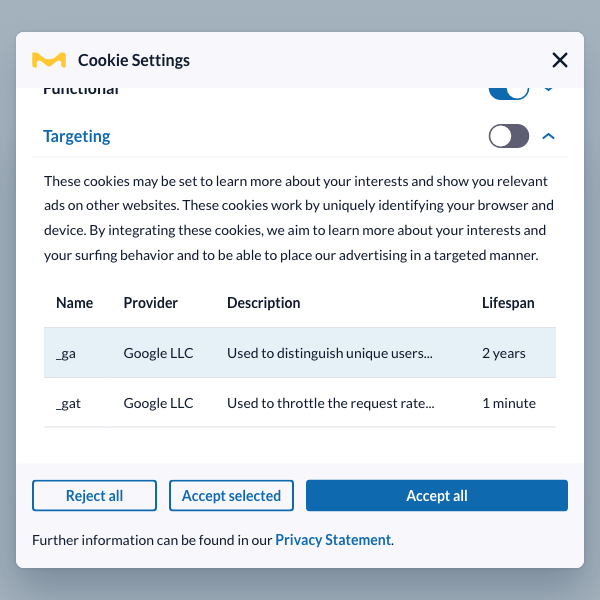 Cookie Settings
Functional
Targeting
These cookies may be set to learn more about your interests and show you relevant
ads on other websites. These cookies work by uniquely identifying your browser and
device. By integrating these cookies, we aim to learn more about your interests and
your surfing behavior and to be able to place our advertising in a targeted manner.
Name Provider Description Lifespan
_ga Google LLC Used to distinguish unique users... 2 years
_gat Google LLC Used to throttle the request rate... 1 minute
Reject all Accept selected Accept all
Further information can be found in our Privacy Statement.